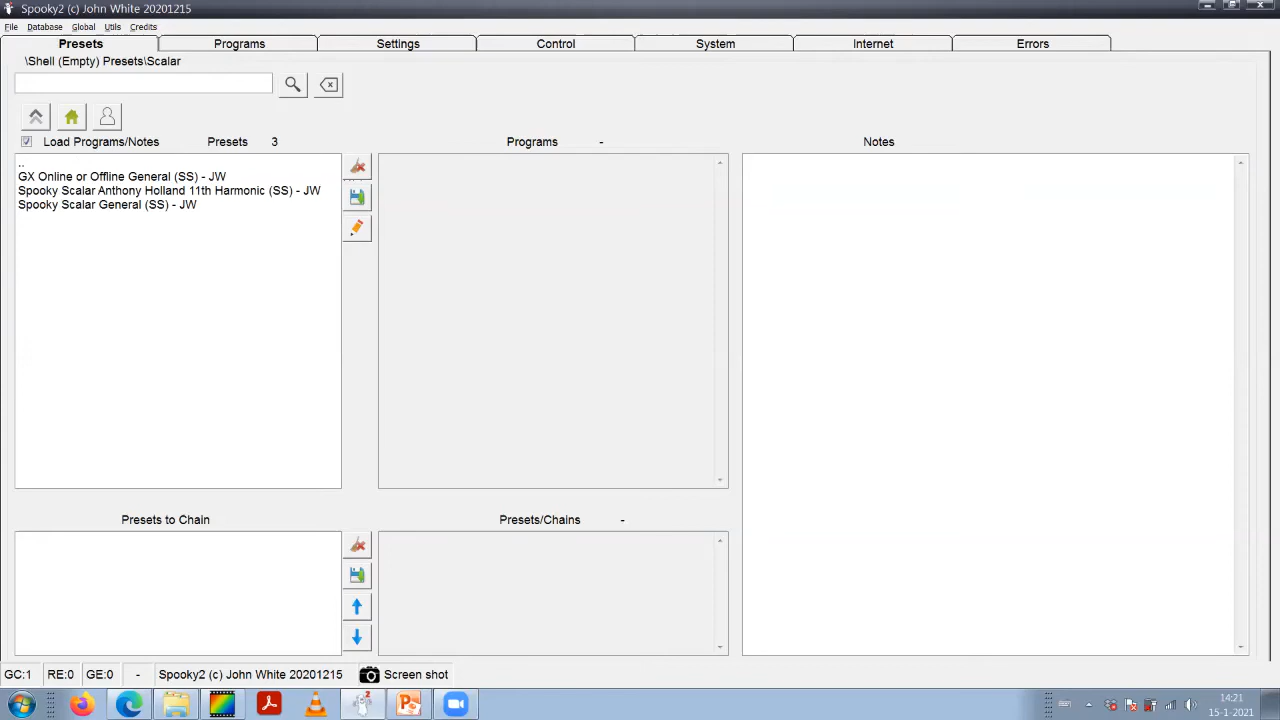 Spooky2 (c) John White 20201215
File Database Global Utils Credits
Presets Programs Settings Control System Internet Errors
\Shell (Empty) Presets\Scalar
Load Programs/Notes Presets 3 Programs - Notes
..
GX Online or Offline General (SS) - JW
Spooky Scalar Anthony Holland 11th Harmonic (SS) - JW
Spooky Scalar General (SS) - JW
Presets to Chain Presets/Chains -
GC:1 RE:0 GE:0 - Spooky2 (c) John White 20201215 Screen shot
14:21
15-1-2021